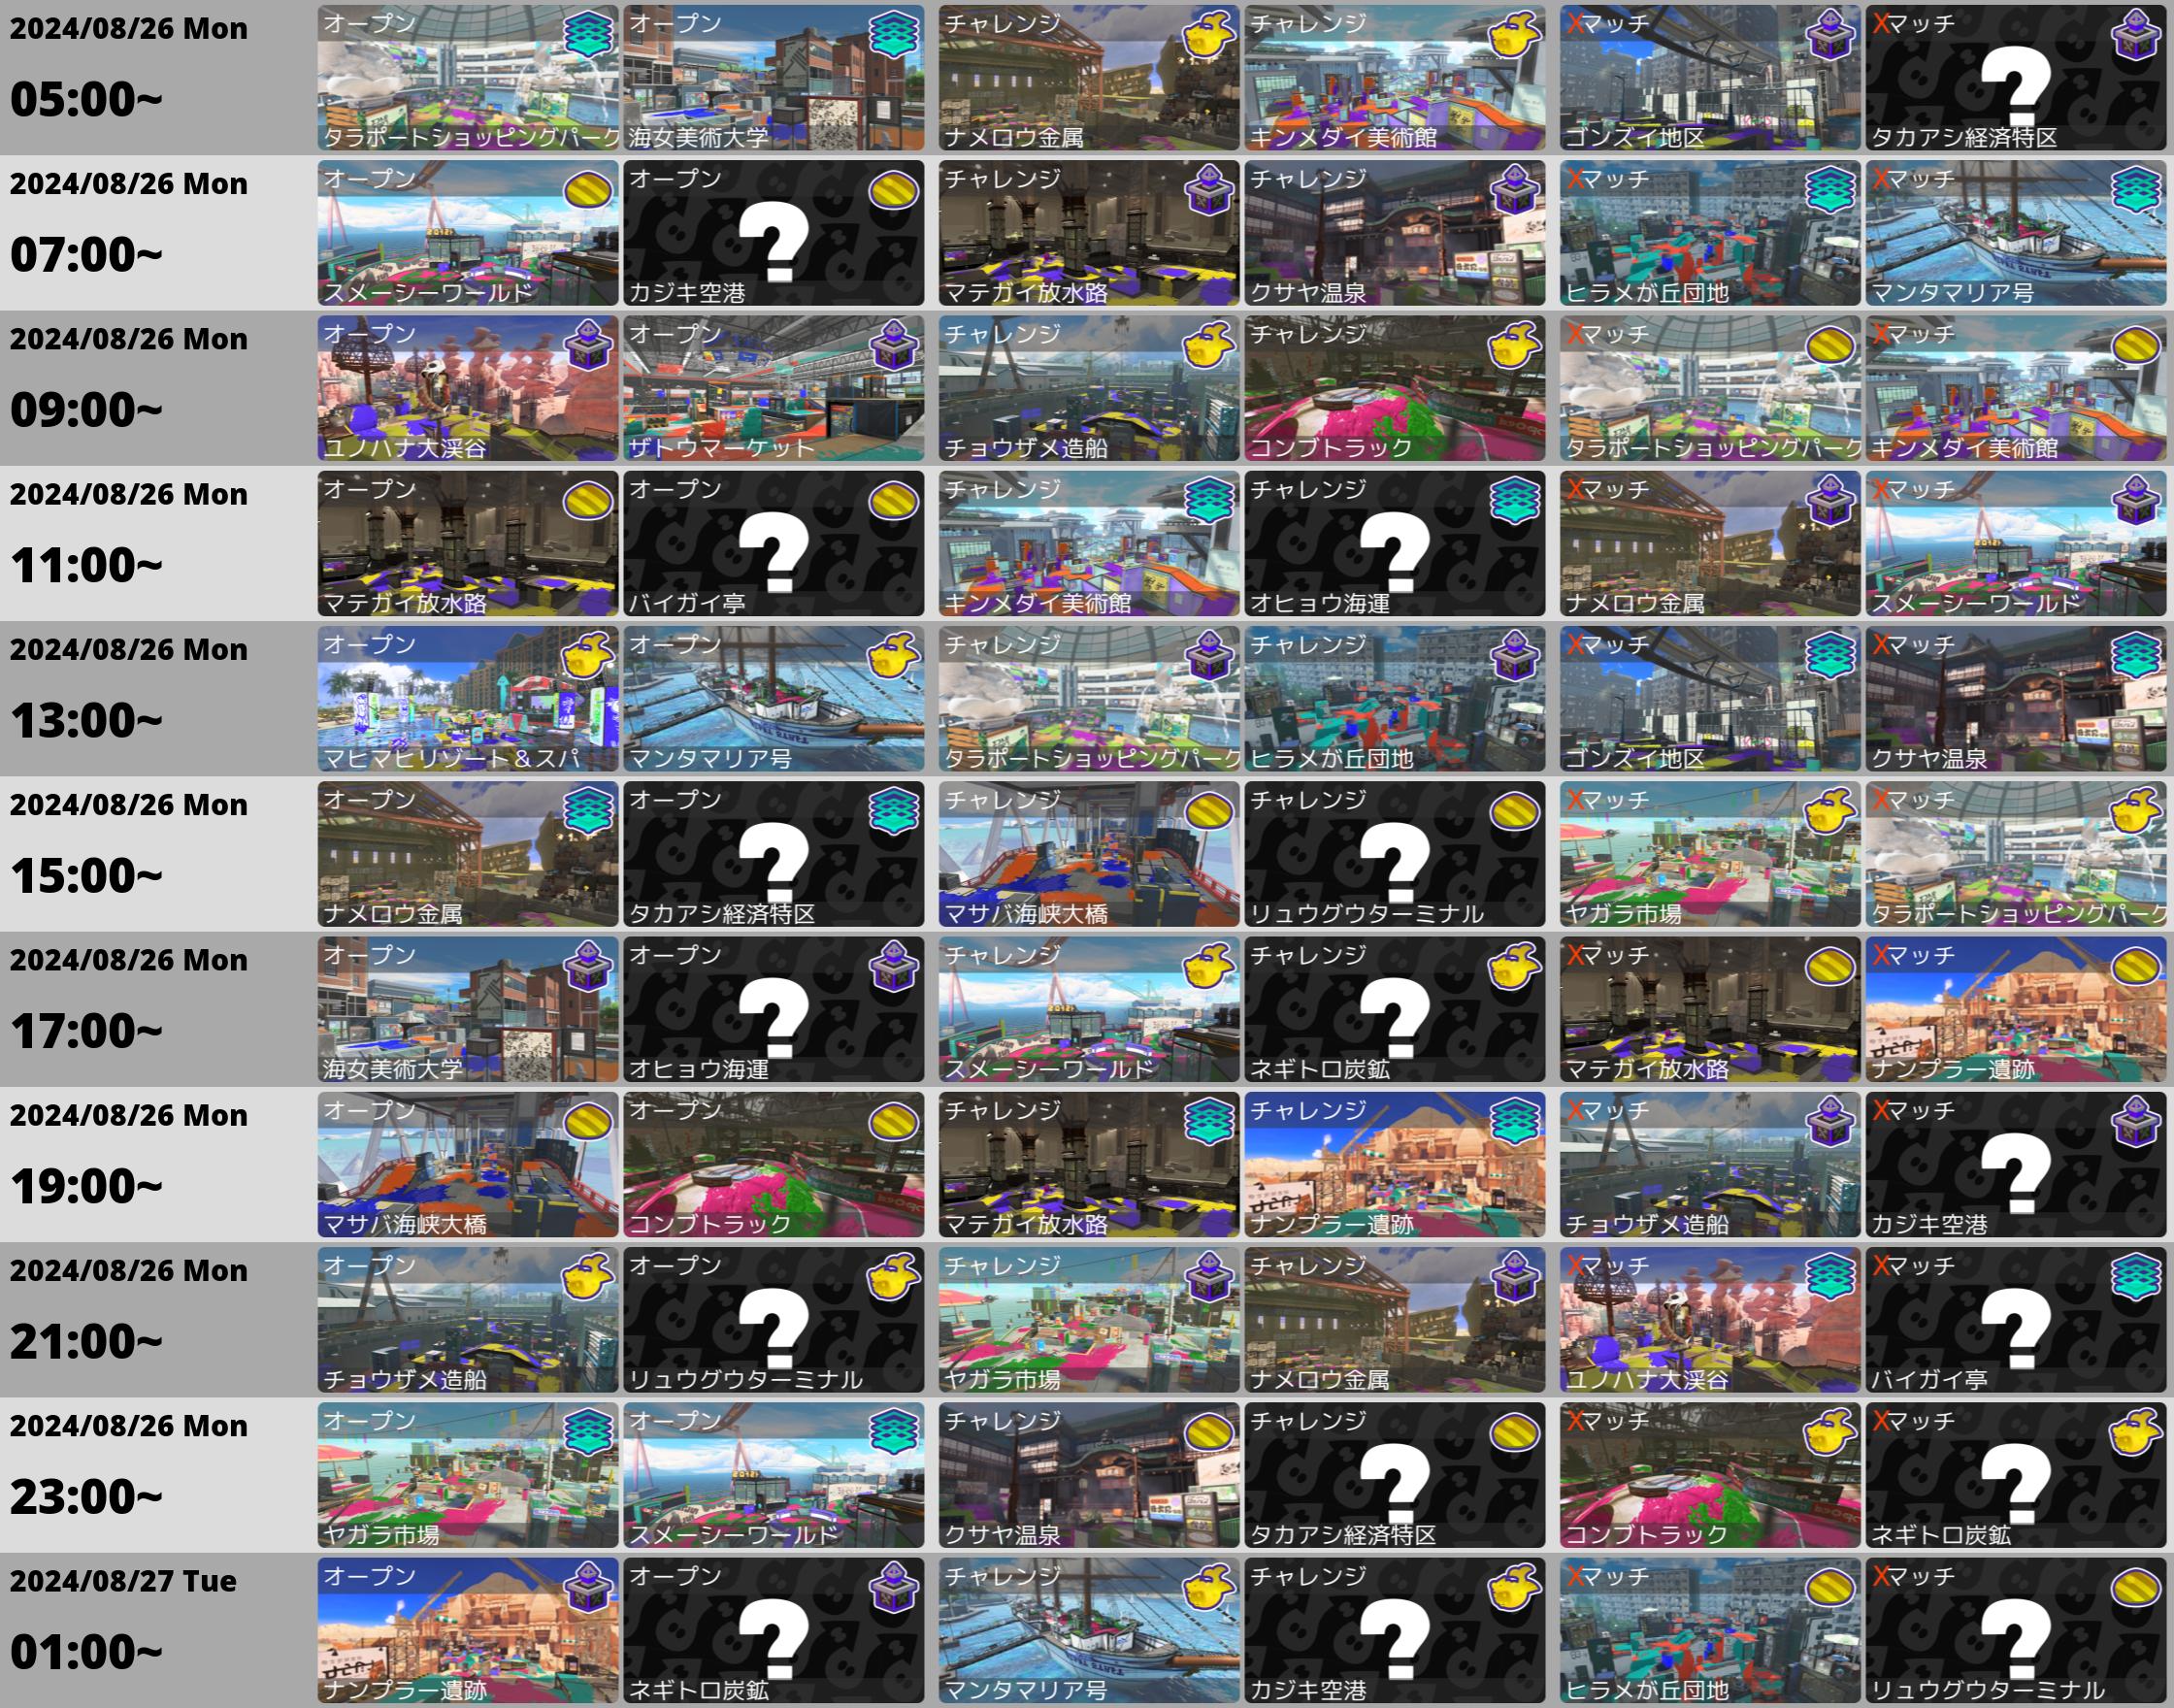 2024/08/26 Mon
05:00~
オープン
タラポートショッピングパーク
オープン
海女美術大学
チャレンジ
ナメロウ金属
チャレンジ
キンメダイ美術館
Xマッチ
ゴンズイ地区
Xマッチ
?
タカアシ経済特区
2024/08/26 Mon
07:00~
オープン
スメーシーワールド
オープン
?
カジキ空港
チャレンジ
マテガイ放水路
チャレンジ
クサヤ温泉
Xマッチ
ヒラメが丘団地
Xマッチ
マンタマリア号
2024/08/26 Mon
09:00~
オープン
ユノハナ大渓谷
オープン
ザトウマーケット
チャレンジ
チョウザメ造船
チャレンジ
コンブトラック
Xマッチ
タラポートショッピングパーク
Xマッチ
キンメダイ美術館
2024/08/26 Mon
11:00~
オープン
マテガイ放水路
オープン
?
バイガイ亭
チャレンジ
キンメダイ美術館
チャレンジ
?
オヒョウ海運
Xマッチ
ナメロウ金属
Xマッチ
スメーシーワールド
2024/08/26 Mon
13:00~
オープン
マヒマヒリゾート&スパ
オープン
マンタマリア号
チャレンジ
タラポートショッピングパーク
チャレンジ
ヒラメが丘団地
Xマッチ
ゴンズイ地区
Xマッチ
クサヤ温泉
2024/08/26 Mon
15:00~
オープン
ナメロウ金属
オープン
?
タカアシ経済特区
チャレンジ
マサバ海峡大橋
チャレンジ
?
リュウグウターミナル
Xマッチ
ヤガラ市場
Xマッチ
タラポートショッピングパーク
2024/08/26 Mon
17:00~
オープン
海女美術大学
オープン
?
オヒョウ海運
チャレンジ
スメーシーワールド
チャレンジ
?
ネギトロ炭鉱
Xマッチ
マテガイ放水路
Xマッチ
ナンプラー遺跡
2024/08/26 Mon
19:00~
オープン
マサバ海峡大橋
オープン
コンブトラック
チャレンジ
マテガイ放水路
チャレンジ
ナンプラー遺跡
Xマッチ
チョウザメ造船
Xマッチ
?
カジキ空港
2024/08/26 Mon
21:00~
オープン
チョウザメ造船
オープン
?
リュウグウターミナル
チャレンジ
ヤガラ市場
チャレンジ
ナメロウ金属
Xマッチ
ユノハナ大渓谷
Xマッチ
?
バイガイ亭
2024/08/26 Mon
23:00~
オープン
ヤガラ市場
オープン
スメーシーワールド
チャレンジ
クサヤ温泉
チャレンジ
?
タカアシ経済特区
Xマッチ
コンブトラック
Xマッチ
?
ネギトロ炭鉱
2024/08/27 Tue
01:00~
オープン
ナンプラー遺跡
オープン
?
ネギトロ炭鉱
チャレンジ
マンタマリア号
チャレンジ
?
カジキ空港
Xマッチ
ヒラメが丘団地
Xマッチ
?
リュウグウターミナル